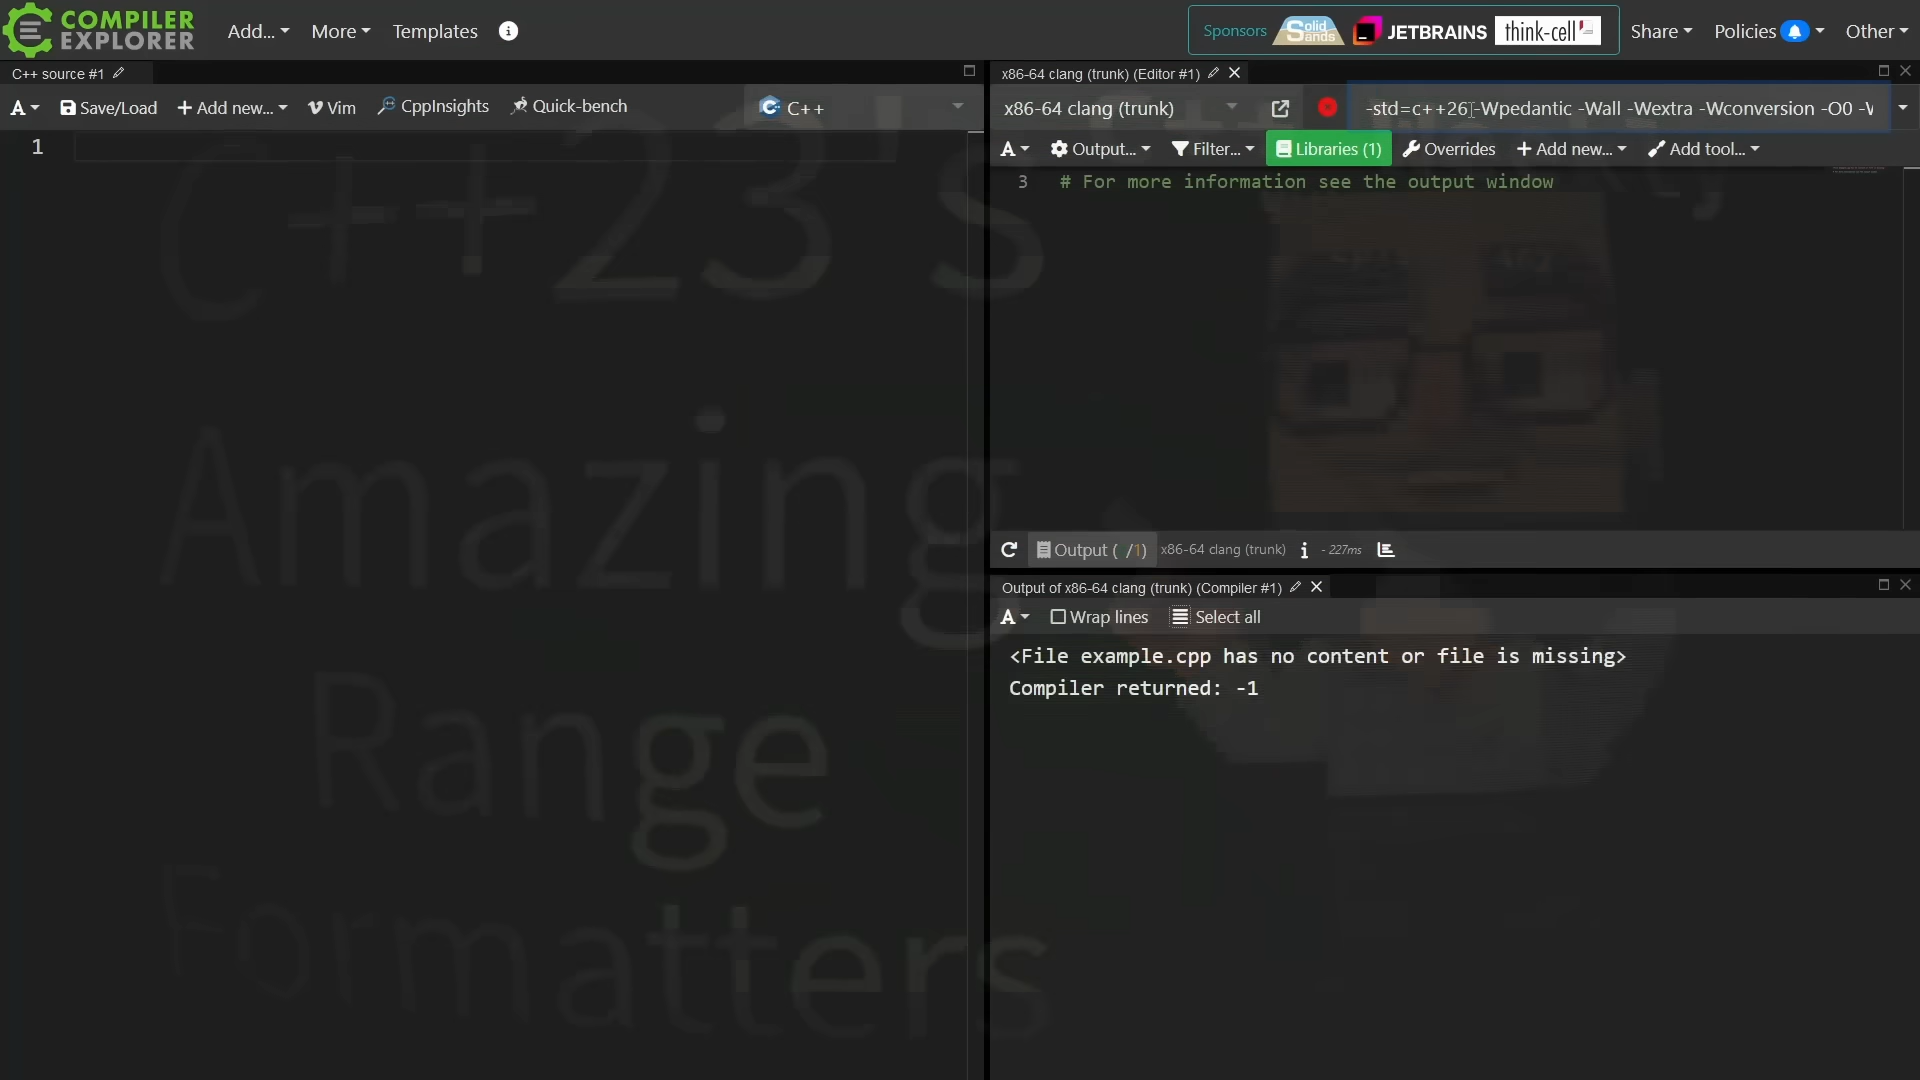 COMPILER
EXPLORER
Add...
More
Templates
Sponsors
Solid
Sands
JETBRAINS
think-cell
Share
Policies
Other
C++ source #1
Save/Load
Add new...
Vim
CppInsights
Quick-bench
C++
1
x86-64 clang (trunk) (Editor #1)
x86-64 clang (trunk)
-std=c++26 -Wpedantic -Wall -Wextra -Wconversion -O0
A
Output...
Filter...
Libraries (1)
Overrides
Add new...
Add tool...
3 # For more information see the output window
Output ( /1)
x86-64 clang (trunk)
- 227ms
Output of x86-64 clang (trunk) (Compiler #1)
A
Wrap lines
Select all
<File example.cpp has no content or file is missing>
Compiler returned: -1
C++23's
Amazing
Range
Formatters